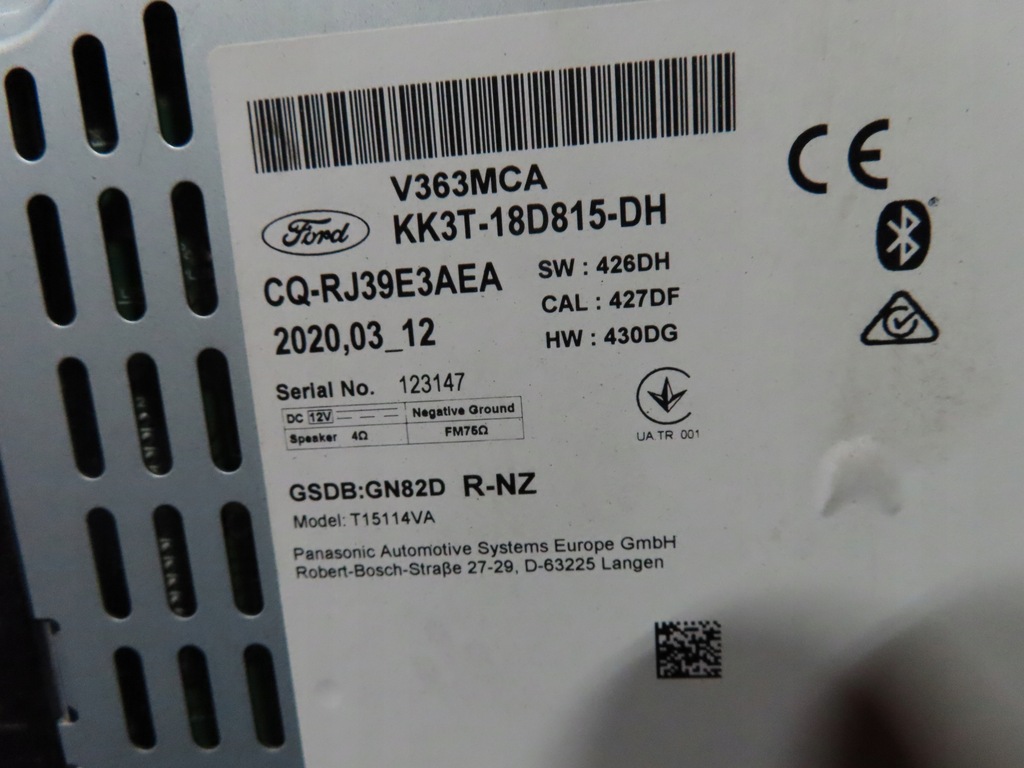 V363MCA
Ford
KK3T-18D815-DH
CQ-RJ39E3AEA
SW : 426DH
CAL : 427DF
2020,03_12
HW : 430DG
Serial No. 123147
DC 12V Negative Ground
Speaker 4Ω FM75Ω
UA.TR.001
GSDB:GN82D R-NZ
Model: T15114VA
Panasonic Automotive Systems Europe GmbH
Robert-Bosch-Straße 27-29, D-63225 Langen
CE